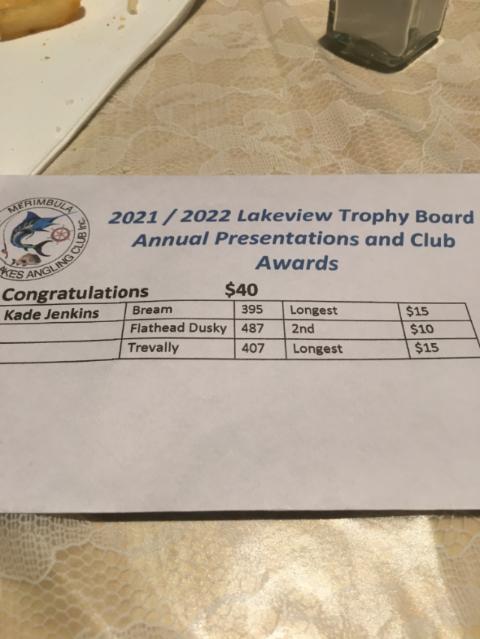 MERIMBULA
LAKES ANGLING CLUB Inc.
2021 / 2022 Lakeview Trophy Board
Annual Presentations and Club
Awards
Congratulations $40
Kade Jenkins Bream 395 Longest $15
Flathead Dusky 487 2nd $10
Trevally 407 Longest $15